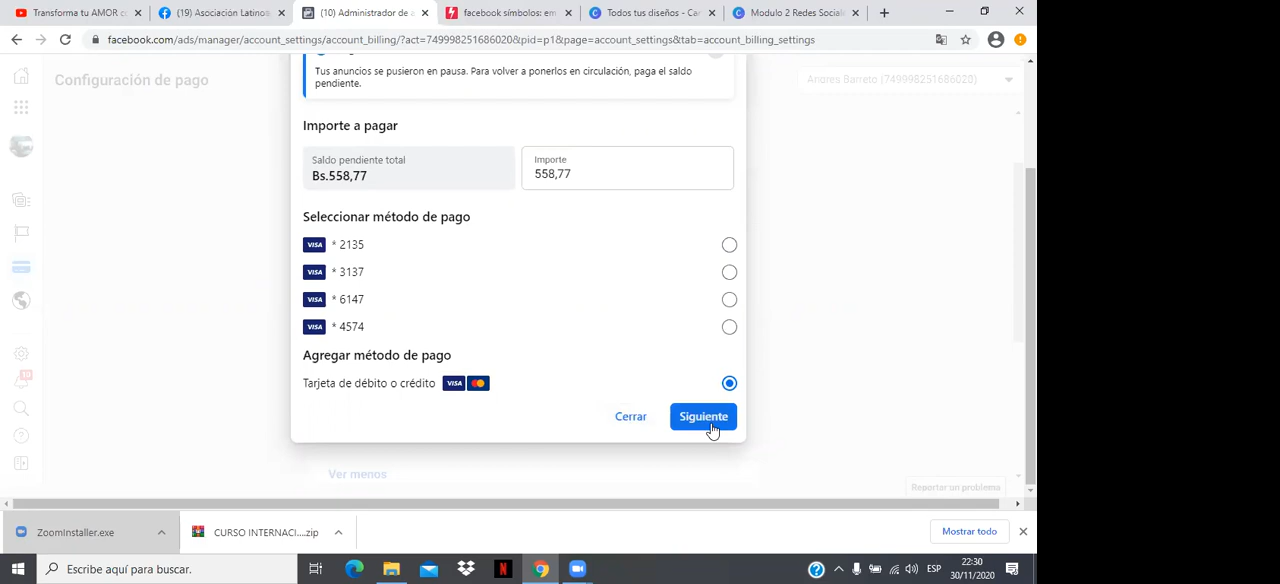 Transforma tu AMOR co
(19) Asociación Latinos
(10) Administrador de a
facebook símbolos: em
Todos tus diseños - Ca
Modulo 2 Redes Sociale
facebook.com/ads/manager/account_settings/account_billing/?act=749998251686020&pid=p1&page=account_settings&tab=account_billing_settings
Configuración de pago
Andres Barreto (749998251686020)
Tus anuncios se pusieron en pausa. Para volver a ponerlos en circulación, paga el saldo
pendiente.
Importe a pagar
Saldo pendiente total
Bs.558,77
Importe
558,77
Seleccionar método de pago
VISA * 2135
VISA * 3137
VISA * 6147
VISA * 4574
Agregar método de pago
Tarjeta de débito o crédito VISA
Cerrar
Siguiente
Ver menos
Reportar un problema
10
ZoomInstaller.exe
CURSO INTERNACI....zip
Mostrar todo
Escribe aquí para buscar.
ESP
22:30
30/11/2020